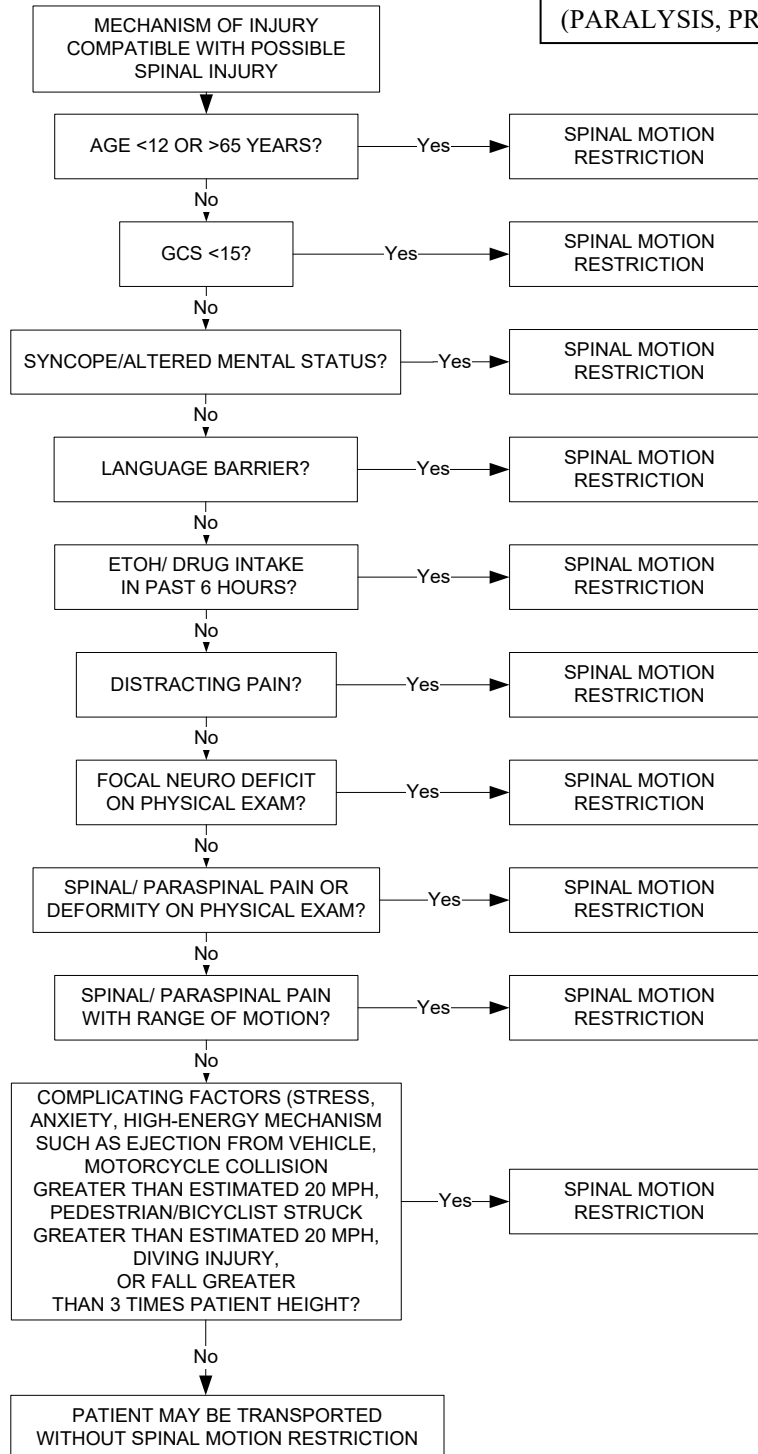 (PARALYSIS, PR
MECHANISM OF INJURY
COMPATIBLE WITH POSSIBLE
SPINAL INJURY
AGE <12 OR >65 YEARS?
Yes
SPINAL MOTION
RESTRICTION
No
GCS <15?
Yes
SPINAL MOTION
RESTRICTION
No
SYNCOPE/ALTERED MENTAL STATUS?
Yes
SPINAL MOTION
RESTRICTION
No
LANGUAGE BARRIER?
Yes
SPINAL MOTION
RESTRICTION
No
ETOH/ DRUG INTAKE
IN PAST 6 HOURS?
Yes
SPINAL MOTION
RESTRICTION
No
DISTRACTING PAIN?
Yes
SPINAL MOTION
RESTRICTION
No
FOCAL NEURO DEFICIT
ON PHYSICAL EXAM?
Yes
SPINAL MOTION
RESTRICTION
No
SPINAL/ PARASPINAL PAIN OR
DEFORMITY ON PHYSICAL EXAM?
Yes
SPINAL MOTION
RESTRICTION
No
SPINAL/ PARASPINAL PAIN
WITH RANGE OF MOTION?
Yes
SPINAL MOTION
RESTRICTION
No
COMPLICATING FACTORS (STRESS,
ANXIETY, HIGH-ENERGY MECHANISM
SUCH AS EJECTION FROM VEHICLE,
MOTORCYCLE COLLISION
GREATER THAN ESTIMATED 20 MPH,
PEDESTRIAN/BICYCLIST STRUCK
GREATER THAN ESTIMATED 20 MPH,
DIVING INJURY,
OR FALL GREATER
THAN 3 TIMES PATIENT HEIGHT?
Yes
SPINAL MOTION
RESTRICTION
No
PATIENT MAY BE TRANSPORTED
WITHOUT SPINAL MOTION RESTRICTION